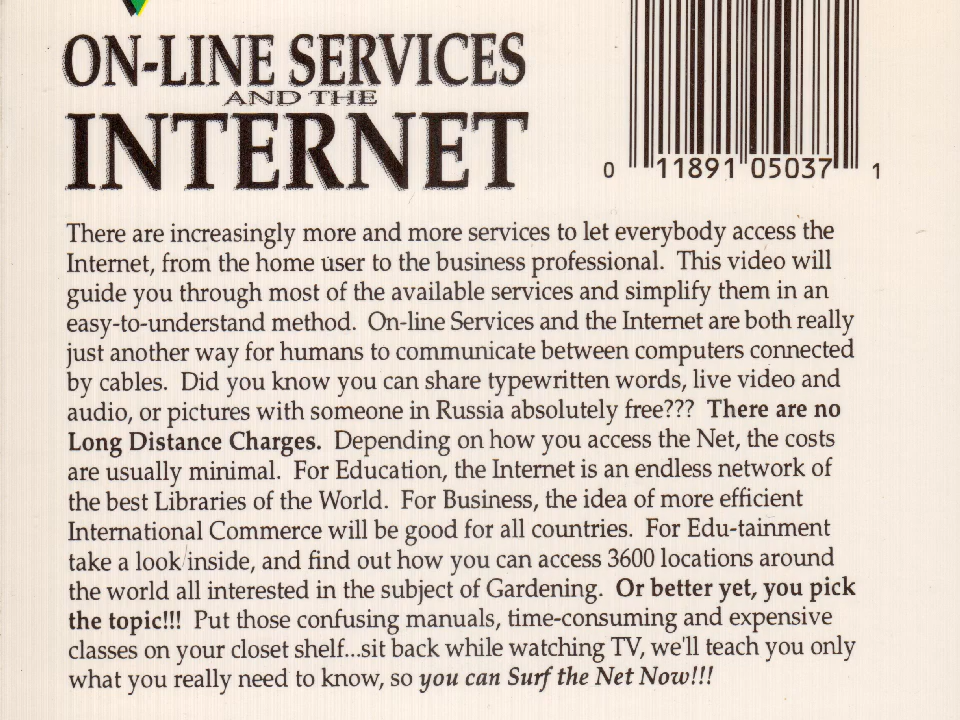 ON-LINE SERVICES
AND THE
INTERNET
0 11891 05037 1
There are increasingly more and more services to let everybody access the
Internet, from the home user to the business professional.  This video will
guide you through most of the available services and simplify them in an
easy-to-understand method.  On-line Services and the Internet are both really
just another way for humans to communicate between computers connected
by cables.  Did you know you can share typewritten words, live video and
audio, or pictures with someone in Russia absolutely free???  There are no
Long Distance Charges.  Depending on how you access the Net, the costs
are usually minimal.  For Education, the Internet is an endless network of
the best Libraries of the World.  For Business, the idea of more efficient
International Commerce will be good for all countries.  For Edu-tainment
take a look inside, and find out how you can access 3600 locations around
the world all interested in the subject of Gardening.  Or better yet, you pick
the topic!!!  Put those confusing manuals, time-consuming and expensive
classes on your closet shelf...sit back while watching TV, we'll teach you only
what you really need to know, so you can Surf the Net Now!!!